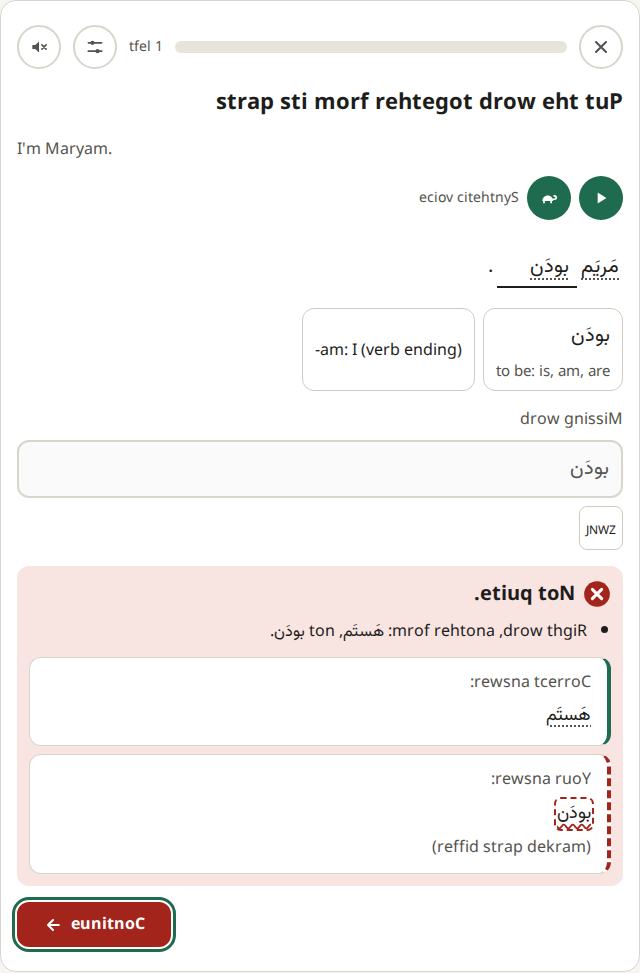 1 left
Put the word together form its parts
I'm Maryam.
Synthetic voice
مَریَم بودَن .
بودَن
to be: is, am, are
-am: I (verb ending)
Missing word
بودَن
ZWNJ
Not quite.
Right word, another form: هَستَم, not بودَن.
Correct answer:
هَستَم
Your answer:
بودَن
(marked parts differ)
Continue